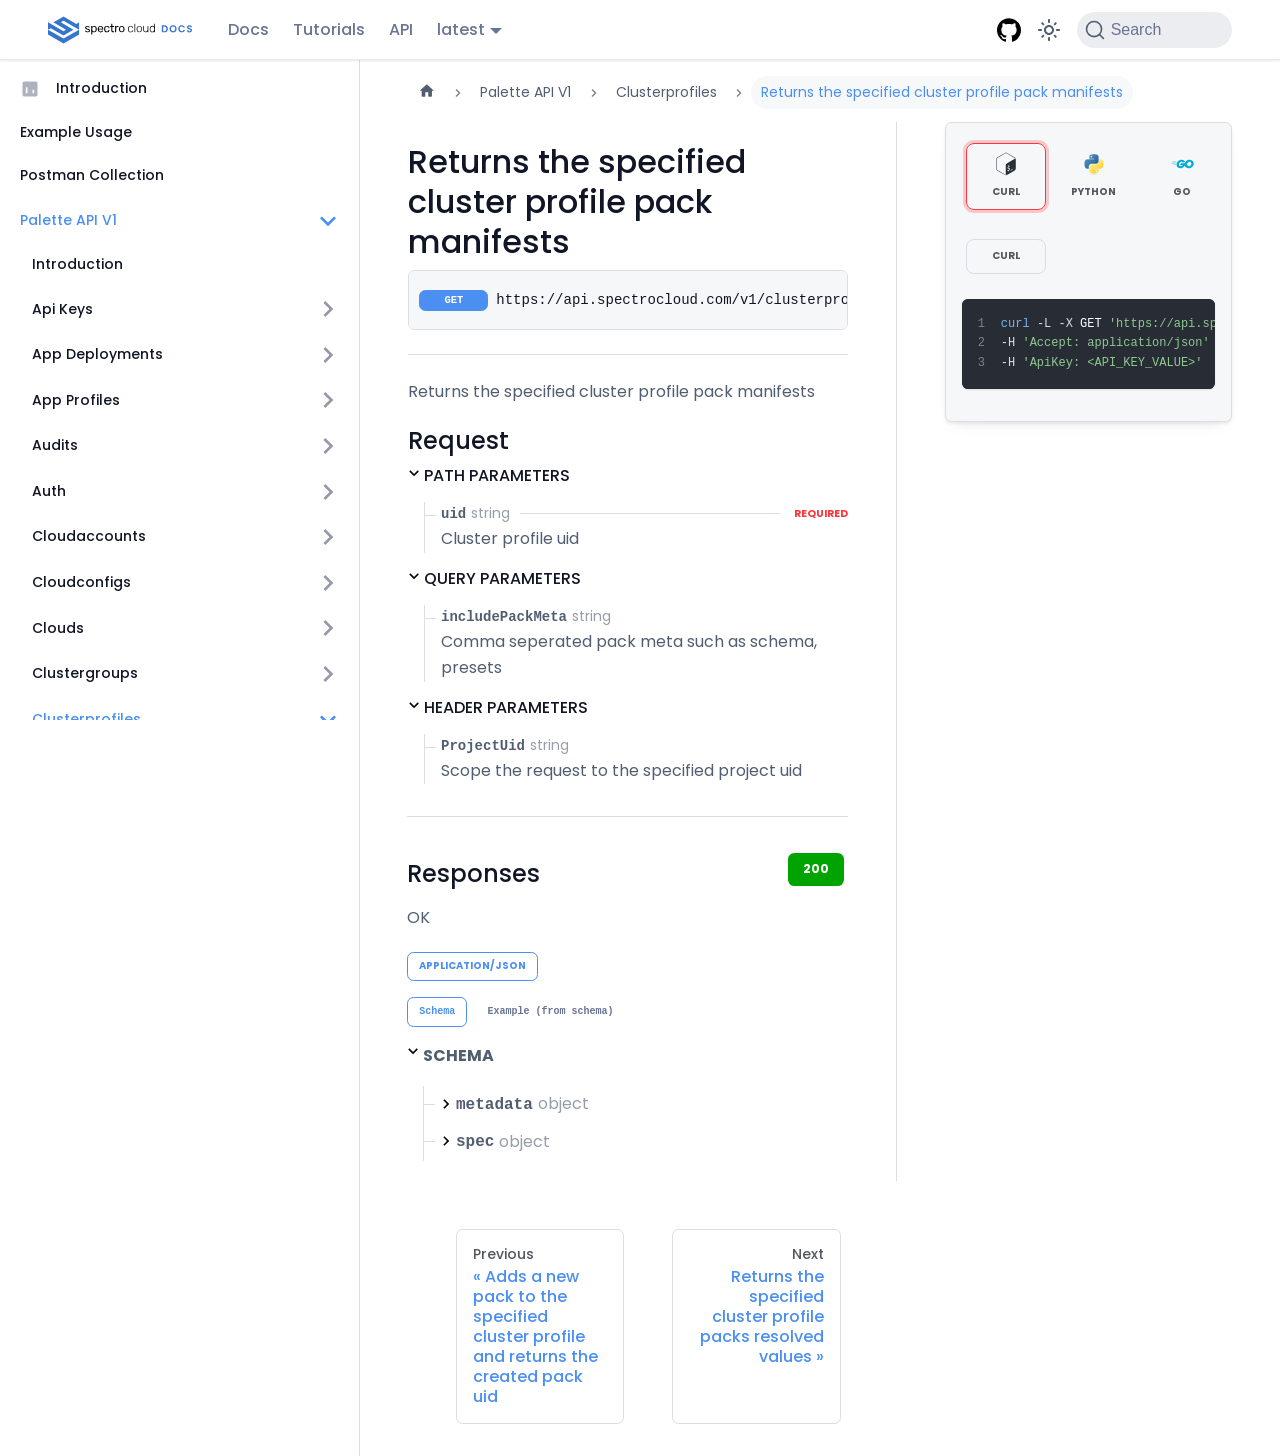 spectro cloud DOCS Docs Tutorials API latest Search
Introduction
Example Usage
Postman Collection
Palette API V1
Introduction
Api Keys
App Deployments
App Profiles
Audits
Auth
Cloudaccounts
Cloudconfigs
Clouds
Clustergroups
Clusterprofiles
Palette API V1 Clusterprofiles Returns the specified cluster profile pack manifests
Returns the specified
cluster profile pack
manifests
GET https://api.spectrocloud.com/v1/clusterpro
Returns the specified cluster profile pack manifests
Request
PATH PARAMETERS
uid string REQUIRED
Cluster profile uid
QUERY PARAMETERS
includePackMeta string
Comma seperated pack meta such as schema,
presets
HEADER PARAMETERS
ProjectUid string
Scope the request to the specified project uid
Responses 200
OK
APPLICATION/JSON
Schema Example (from schema)
SCHEMA
metadata object
spec object
CURL PYTHON GO
CURL
1 curl -L -X GET 'https://api.sp
2 -H 'Accept: application/json'
3 -H 'ApiKey: <API_KEY_VALUE>'
Previous
« Adds a new
pack to the
specified
cluster profile
and returns the
created pack
uid
Next
Returns the
specified
cluster profile
packs resolved
values »